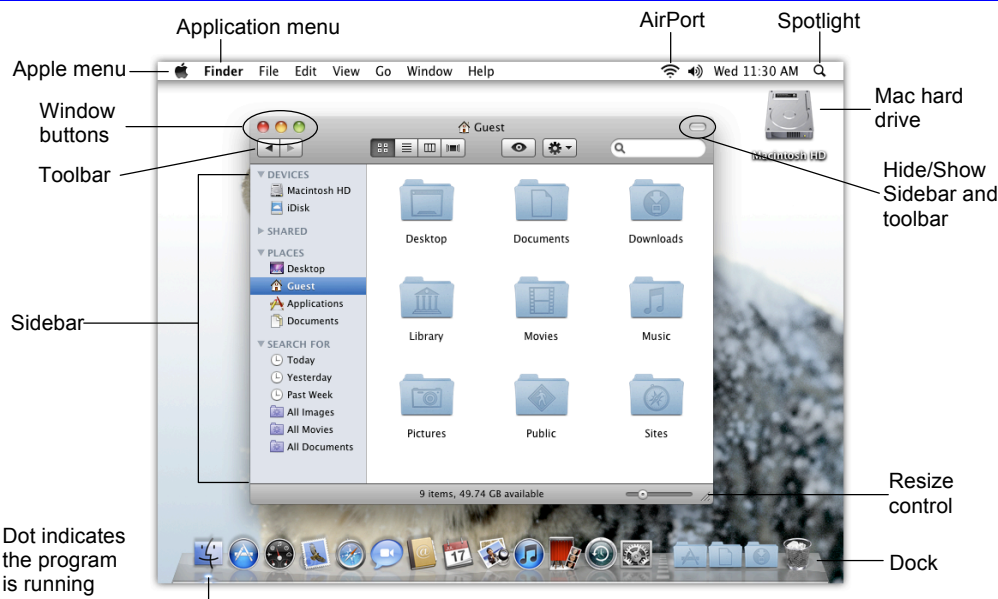 Application menu
AirPort
Spotlight
Apple menu
Finder File Edit View Go Window Help
Wed 11:30 AM
Window
buttons
Guest
Mac hard
drive
Macintosh HD
Toolbar
Hide/Show
Sidebar and
toolbar
DEVICES
Macintosh HD
iDisk
SHARED
PLACES
Desktop
Guest
Applications
Documents
SEARCH FOR
Today
Yesterday
Past Week
All Images
All Movies
All Documents
Desktop Documents Downloads
Library Movies Music
Pictures Public Sites
Sidebar
9 items, 49.74 GB available
Resize
control
Dot indicates
the program
is running
17
Dock